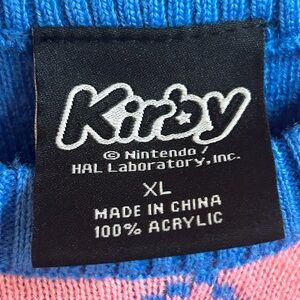 Kirby
© Nintendo /
HAL Laboratory, Inc.
XL
MADE IN CHINA
100% ACRYLIC